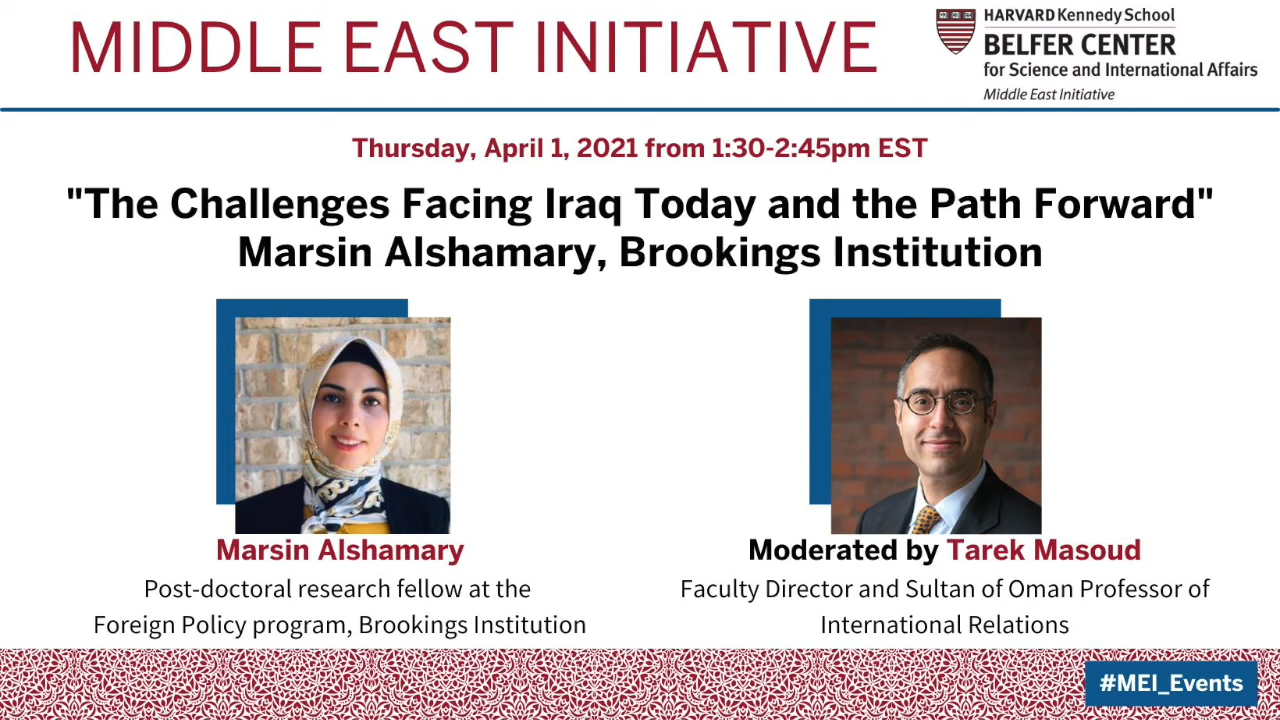 MIDDLE EAST INITIATIVE
HARVARD Kennedy School
BELFER CENTER
for Science and International Affairs
Middle East Initiative
Thursday, April 1, 2021 from 1:30-2:45pm EST
"The Challenges Facing Iraq Today and the Path Forward"
Marsin Alshamary, Brookings Institution
Marsin Alshamary
Post-doctoral research fellow at the
Foreign Policy program, Brookings Institution
Moderated by Tarek Masoud
Faculty Director and Sultan of Oman Professor of
International Relations
#MEI_Events